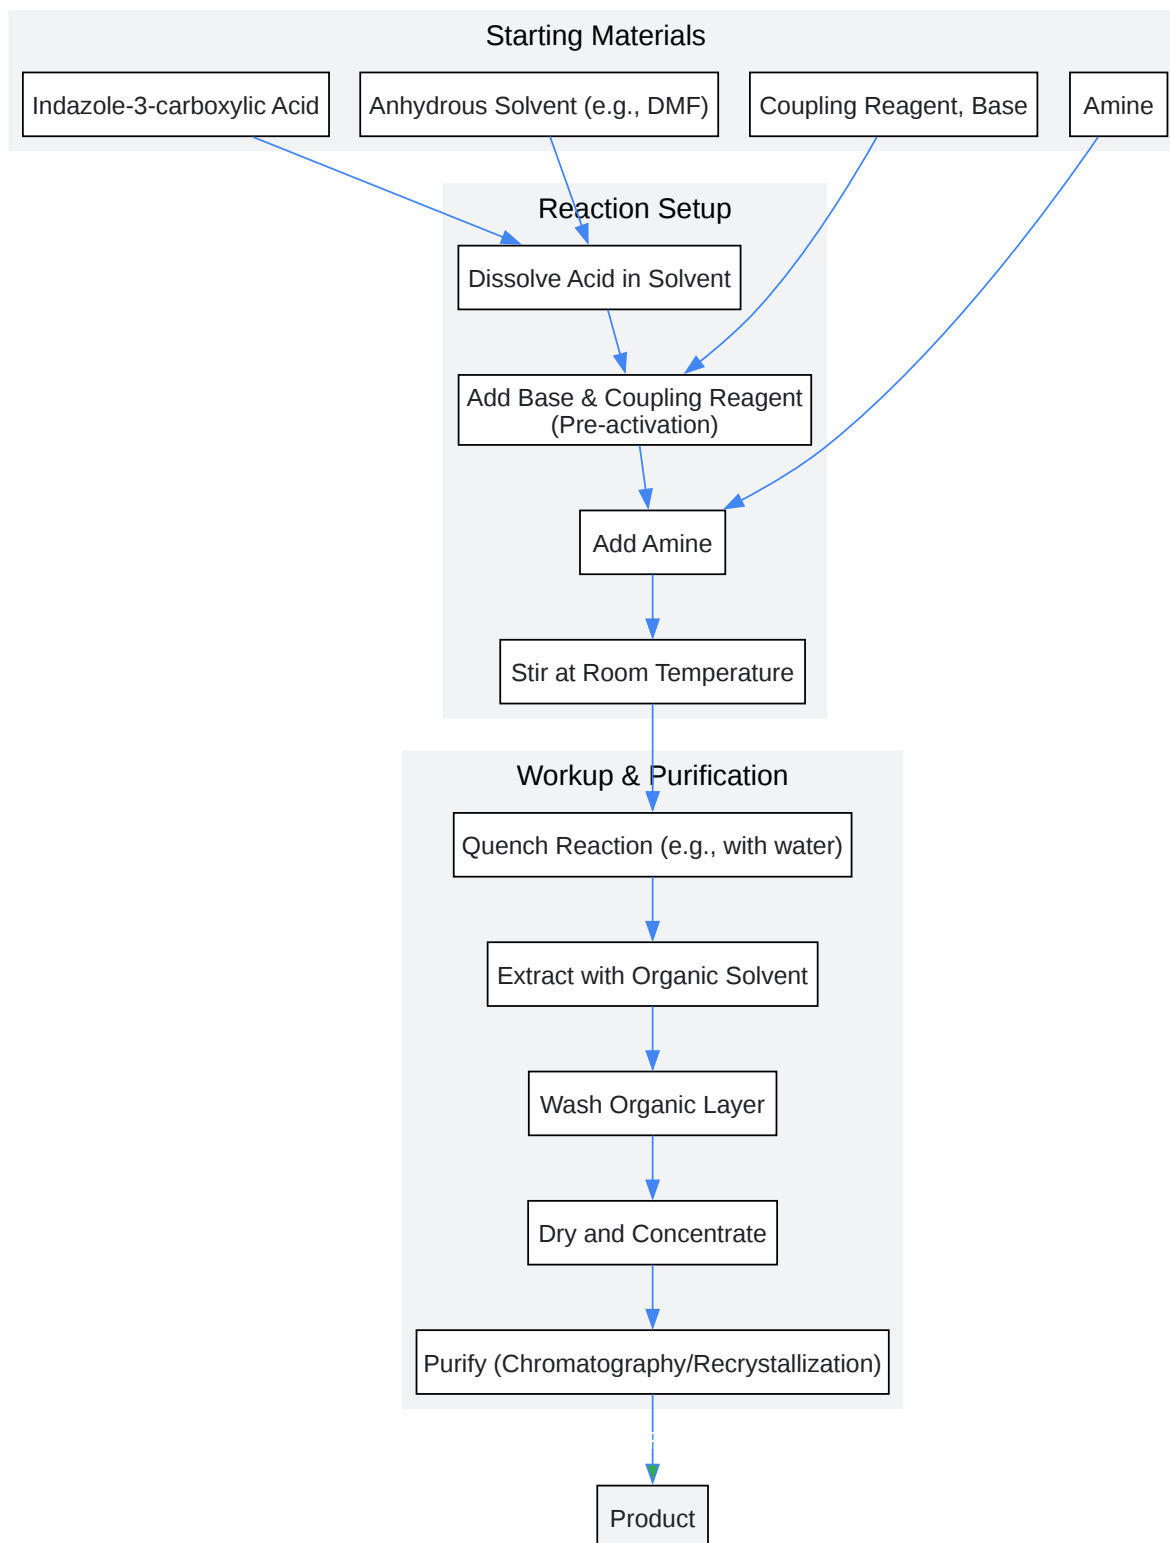 Starting Materials
Indazole-3-carboxylic Acid
Anhydrous Solvent (e.g., DMF)
Coupling Reagent, Base
Amine
Reaction Setup
Dissolve Acid in Solvent
Add Base & Coupling Reagent
(Pre-activation)
Add Amine
Stir at Room Temperature
Workup & Purification
Quench Reaction (e.g., with water)
Extract with Organic Solvent
Wash Organic Layer
Dry and Concentrate
Purify (Chromatography/Recrystallization)
Product